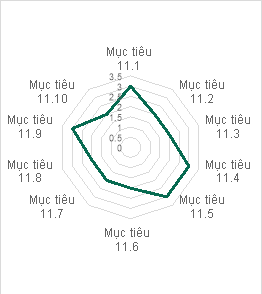 Mục tiêu
11.1
Mục tiêu
11.2
Mục tiêu
11.3
Mục tiêu
11.4
Mục tiêu
11.5
Mục tiêu
11.6
Mục tiêu
11.7
Mục tiêu
11.8
Mục tiêu
11.9
Mục tiêu
11.10
3.5
3
2.5
2
1.5
1
0.5
0